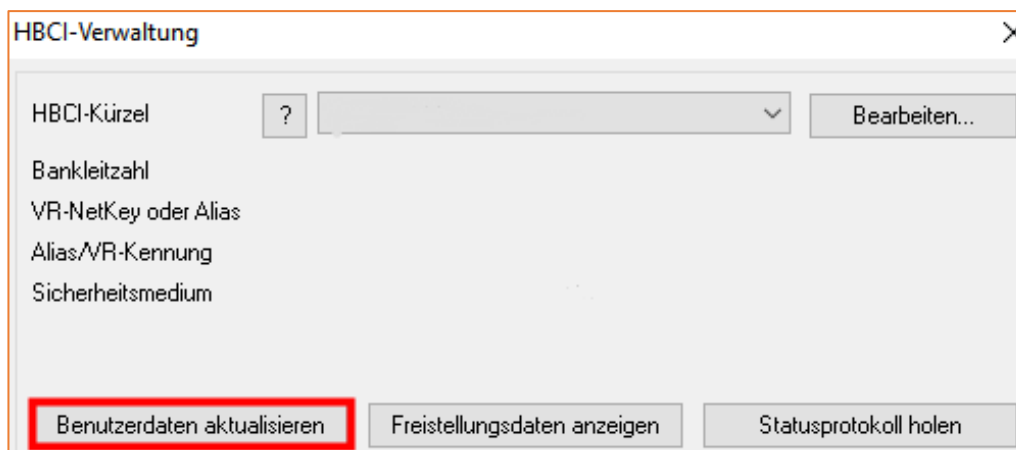 HBCI-Verwaltung
HBCI-Kürzel ? Bearbeiten...
Bankleitzahl
VR-NetKey oder Alias
Alias/VR-Kennung
Sicherheitsmedium
Benutzerdaten aktualisieren Freistellungsdaten anzeigen Statusprotokoll holen